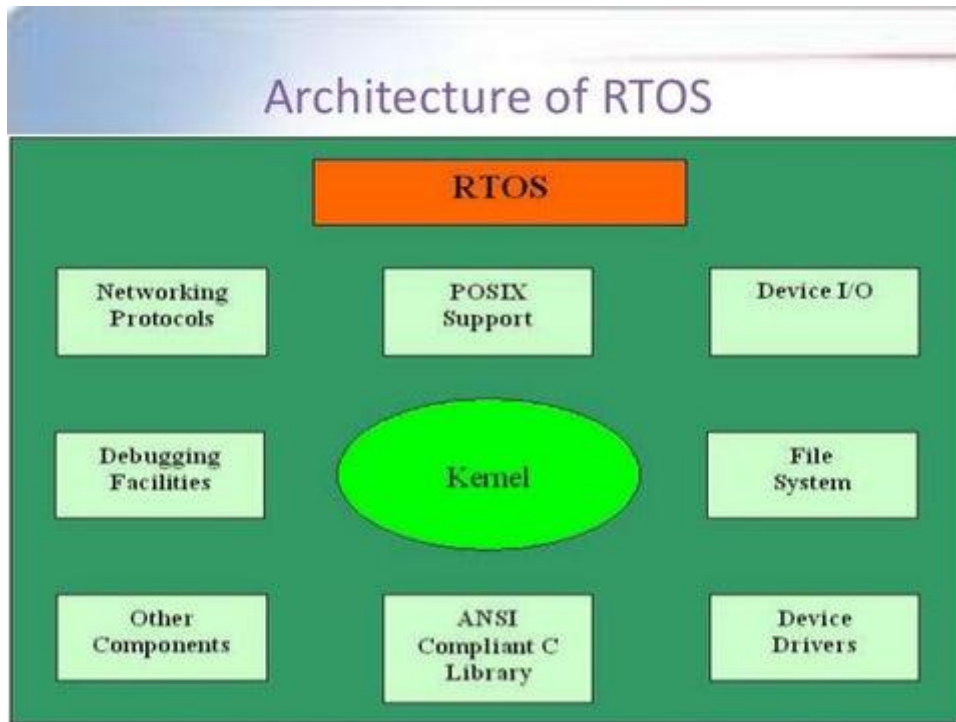 Architecture of RTOS
RTOS
Networking
Protocols
POSIX
Support
Device I/O
Debugging
Facilities
Kernel
File
System
Other
Components
ANSI
Compliant C
Library
Device
Drivers